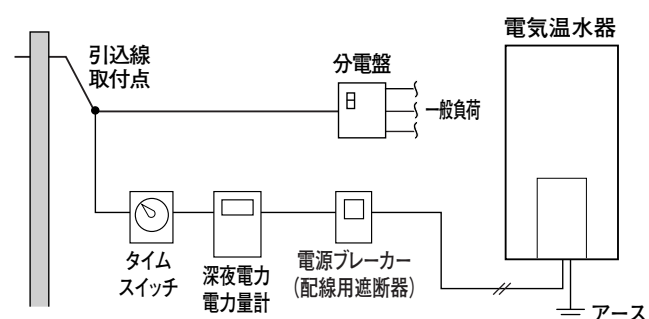 電気温水器
引込線
取付点
分電盤
一般負荷
タイム
スイッチ
深夜電力
電力量計
電源ブレーカー
(配線用遮断器)
アース